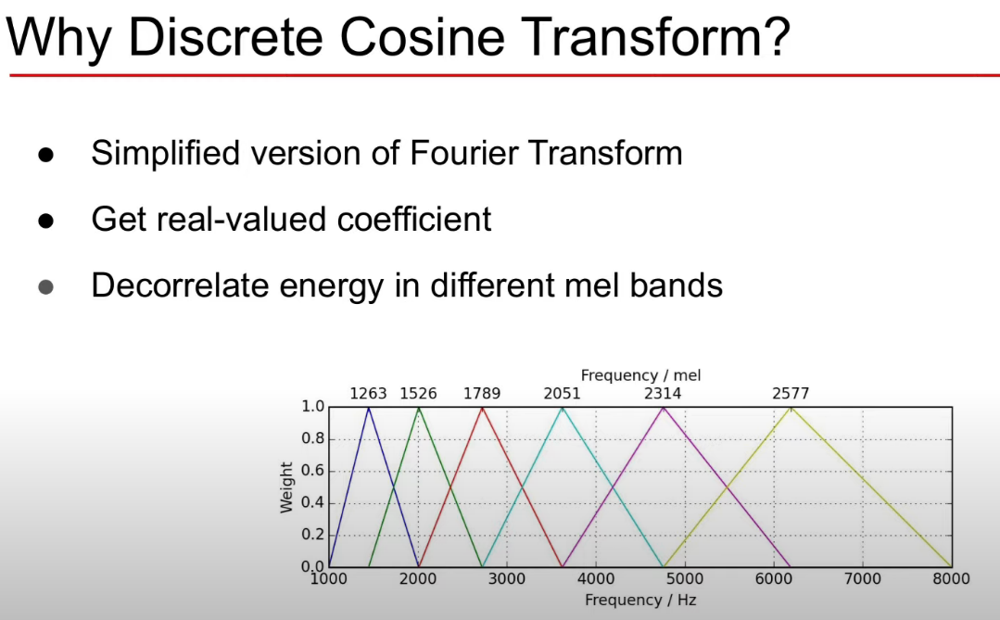 Why Discrete Cosine Transform?
● Simplified version of Fourier Transform
● Get real-valued coefficient
● Decorrelate energy in different mel bands
Frequency / mel
1263 1526 1789 2051 2314 2577
1.0
0.8
0.6
0.4
0.2
0.0
Weight
1000 2000 3000 4000 5000 6000 7000 8000
Frequency / Hz